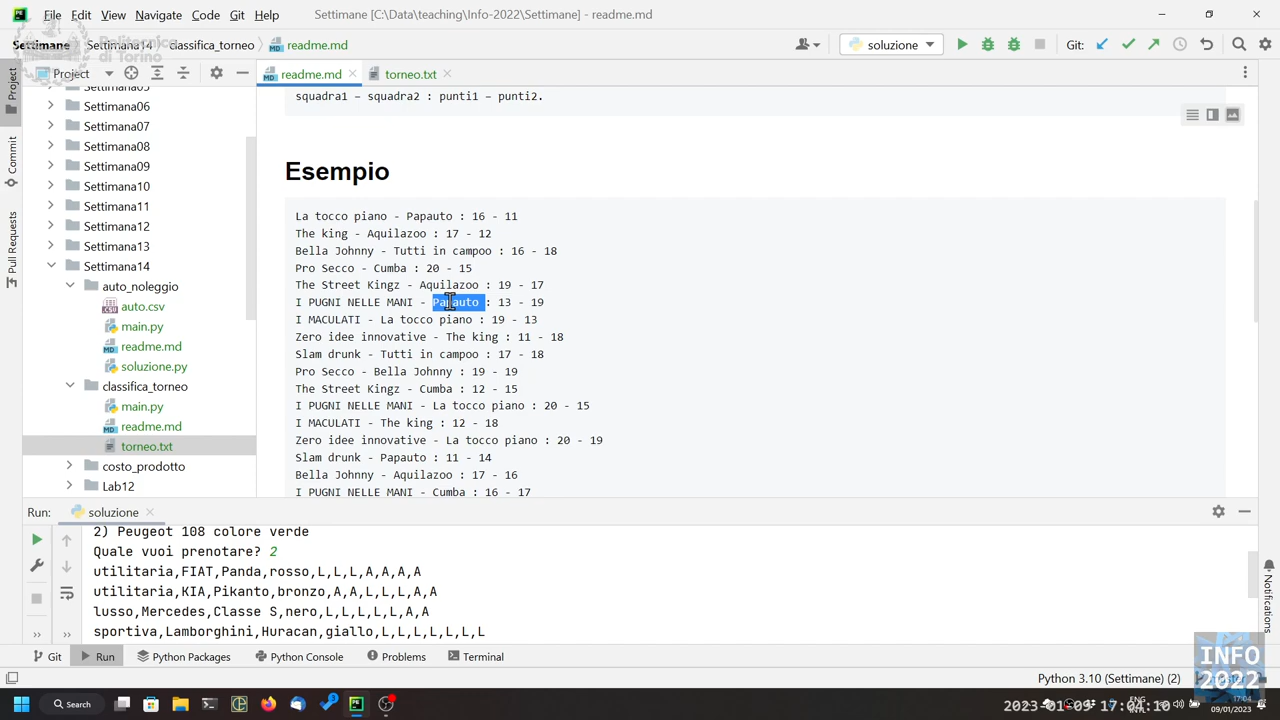 File Edit View Navigate Code Git Help Settimane [C:\Data\teaching\Info-2022\Settimane] - readme.md
Politecnico
di Torino
Settimane Settimana14 classifica_torneo readme.md soluzione Git:
Project readme.md torneo.txt
Project
Commit
Pull Requests
Settimana05
Settimana06
Settimana07
Settimana08
Settimana09
Settimana10
Settimana11
Settimana12
Settimana13
Settimana14
auto_noleggio
auto.csv
main.py
readme.md
soluzione.py
classifica_torneo
main.py
readme.md
torneo.txt
costo_prodotto
Lab12
squadra1 – squadra2 : punti1 – punti2.
Esempio
La tocco piano - Papauto : 16 - 11
The king - Aquilazoo : 17 - 12
Bella Johnny - Tutti in campoo : 16 - 18
Pro Secco - Cumba : 20 - 15
The Street Kingz - Aquilazoo : 19 - 17
I PUGNI NELLE MANI - Papauto : 13 - 19
I MACULATI - La tocco piano : 19 - 13
Zero idee innovative - The king : 11 - 18
Slam drunk - Tutti in campoo : 17 - 18
Pro Secco - Bella Johnny : 19 - 19
The Street Kingz - Cumba : 12 - 15
I PUGNI NELLE MANI - La tocco piano : 20 - 15
I MACULATI - The king : 12 - 18
Zero idee innovative - La tocco piano : 20 - 19
Slam drunk - Papauto : 11 - 14
Bella Johnny - Aquilazoo : 17 - 16
I PUGNI NELLE MANI - Cumba : 16 - 17
Run: soluzione
2) Peugeot 108 colore verde
Quale vuoi prenotare? 2
utilitaria,FIAT,Panda,rosso,L,L,L,A,A,A,A
utilitaria,KIA,Pikanto,bronzo,A,A,L,L,L,A,A
lusso,Mercedes,Classe S,nero,L,L,L,L,L,A,A
sportiva,Lamborghini,Huracan,giallo,L,L,L,L,L,L,L
Notifications
Git Run Python Packages Python Console Problems Terminal
INFO
2022
Python 3.10 (Settimane) (2)
Search
ENG
17:04
09/01/2023